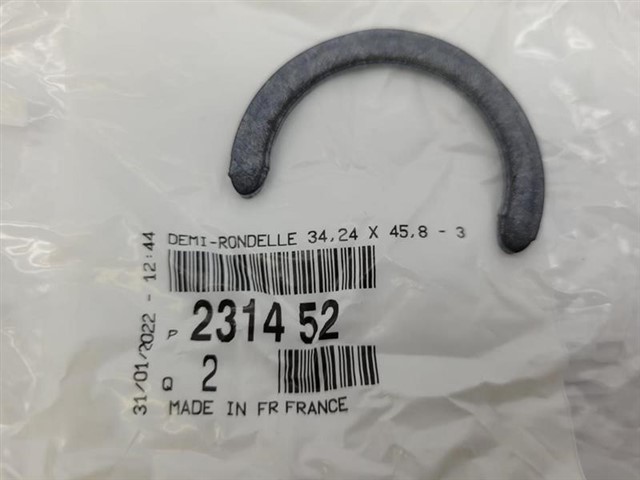 DEMI-RONDELLE 34,24 X 45,8 - 3
P 2314 52
Q 2
MADE IN FR FRANCE
31/01/2022 - 12:44